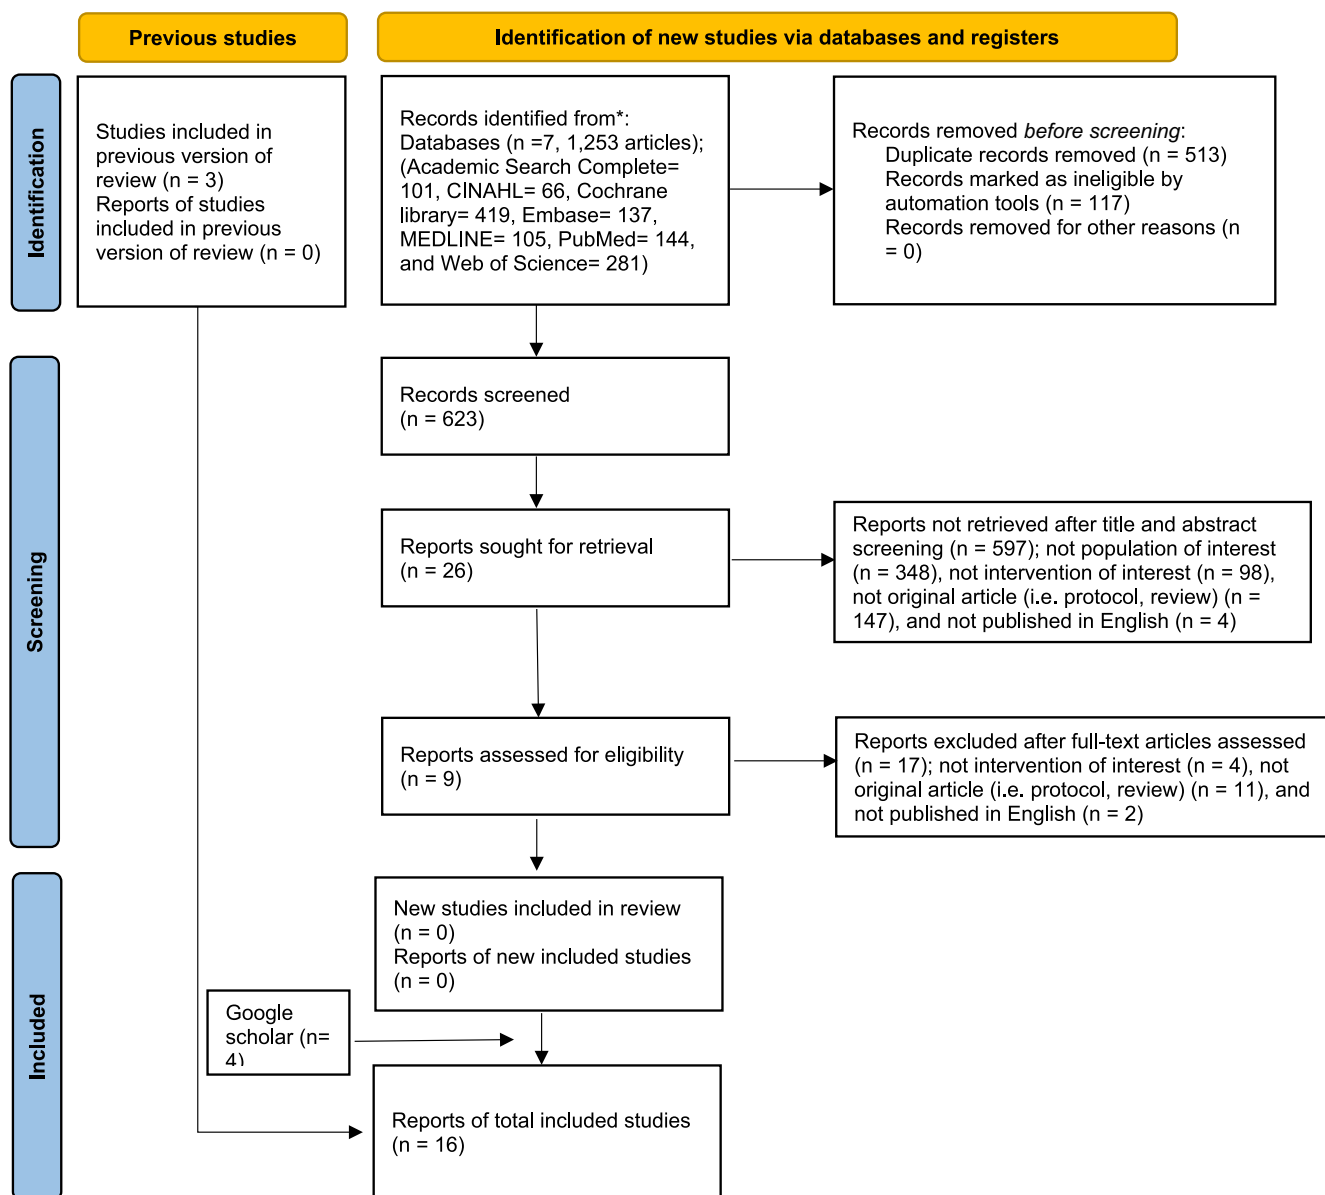 Previous studies
Identification of new studies via databases and registers
Identification
Studies included in
previous version of
review (n = 3)
Reports of studies
included in previous
version of review (n = 0)
Records identified from*:
Databases (n =7, 1,253 articles);
(Academic Search Complete=
101, CINAHL= 66, Cochrane
library= 419, Embase= 137,
MEDLINE= 105, PubMed= 144,
and Web of Science= 281)
Records removed before screening:
Duplicate records removed (n = 513)
Records marked as ineligible by
automation tools (n = 117)
Records removed for other reasons (n
= 0)
Screening
Records screened
(n = 623)
Reports sought for retrieval
(n = 26)
Reports not retrieved after title and abstract
screening (n = 597); not population of interest
(n = 348), not intervention of interest (n = 98),
not original article (i.e. protocol, review) (n =
147), and not published in English (n = 4)
Reports assessed for eligibility
(n = 9)
Reports excluded after full-text articles assessed
(n = 17); not intervention of interest (n = 4), not
original article (i.e. protocol, review) (n = 11), and
not published in English (n = 2)
Included
New studies included in review
(n = 0)
Reports of new included studies
(n = 0)
Google
scholar (n=
4)
Reports of total included studies
(n = 16)